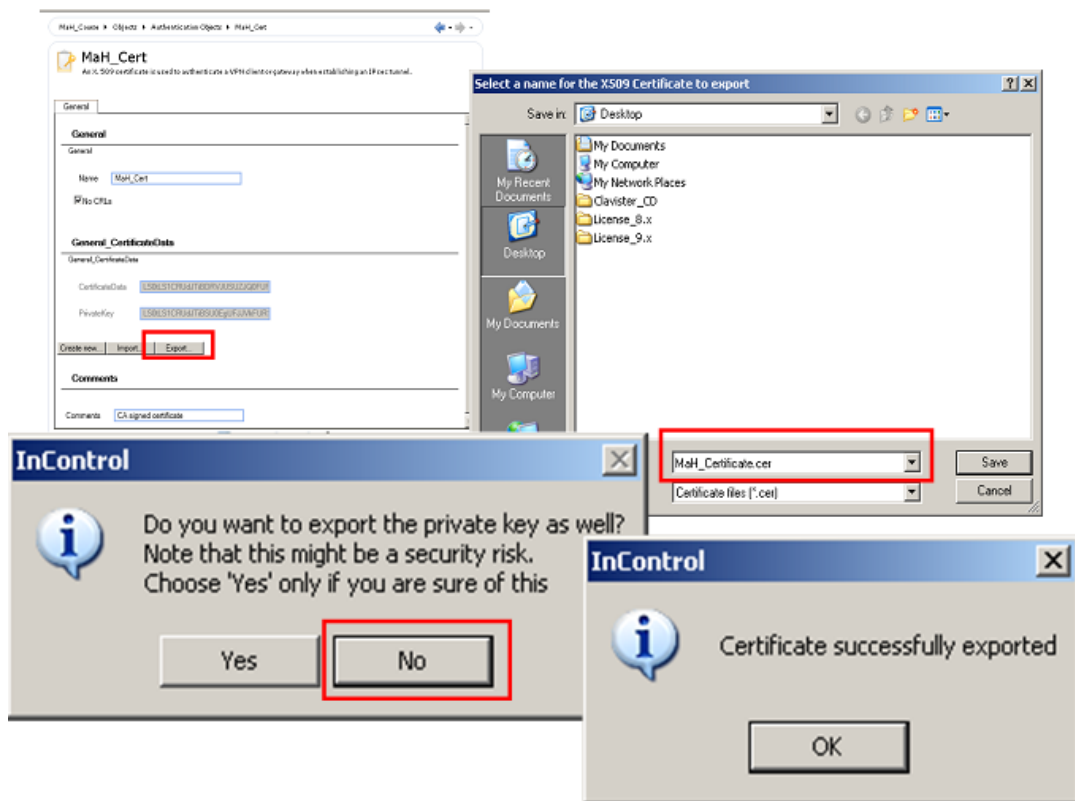 Objects
Authentication Objects
MaH_Cert
MaH_Cert
An X.509 certificate is used to authenticate a VPN client or gateway when establishing an IPsec tunnel.
General
General
General
Name MaH_Cert
No CRLs
General_CertificateData
General_CertificateData
CertificateData
PrivateKey
Create new... Import... Export...
Comments
Comments CA signed certificate
Select a name for the X509 Certificate to export
Save in: Desktop
My Recent
Documents
Desktop
My Documents
My Computer
My Documents
My Computer
My Network Places
Clavister_CD
License_8.x
License_9.x
MaH_Certificate.cer Save
Certificate files (*.cer) Cancel
InControl
Do you want to export the private key as well?
Note that this might be a security risk.
Choose 'Yes' only if you are sure of this
Yes No
InControl
Certificate successfully exported
OK